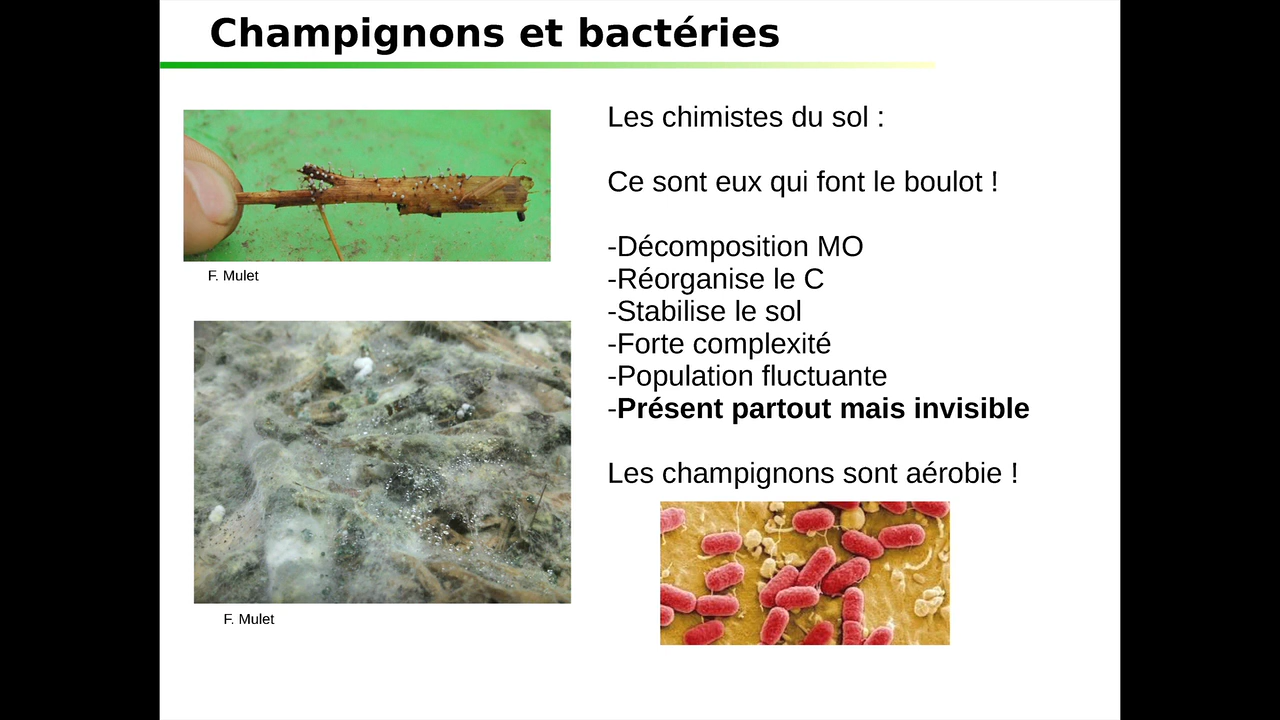 Champignons et bactéries
F. Mulet
F. Mulet
Les chimistes du sol :
Ce sont eux qui font le boulot !
-Décomposition MO
-Réorganise le C
-Stabilise le sol
-Forte complexité
-Population fluctuante
-Présent partout mais invisible
Les champignons sont aérobie !